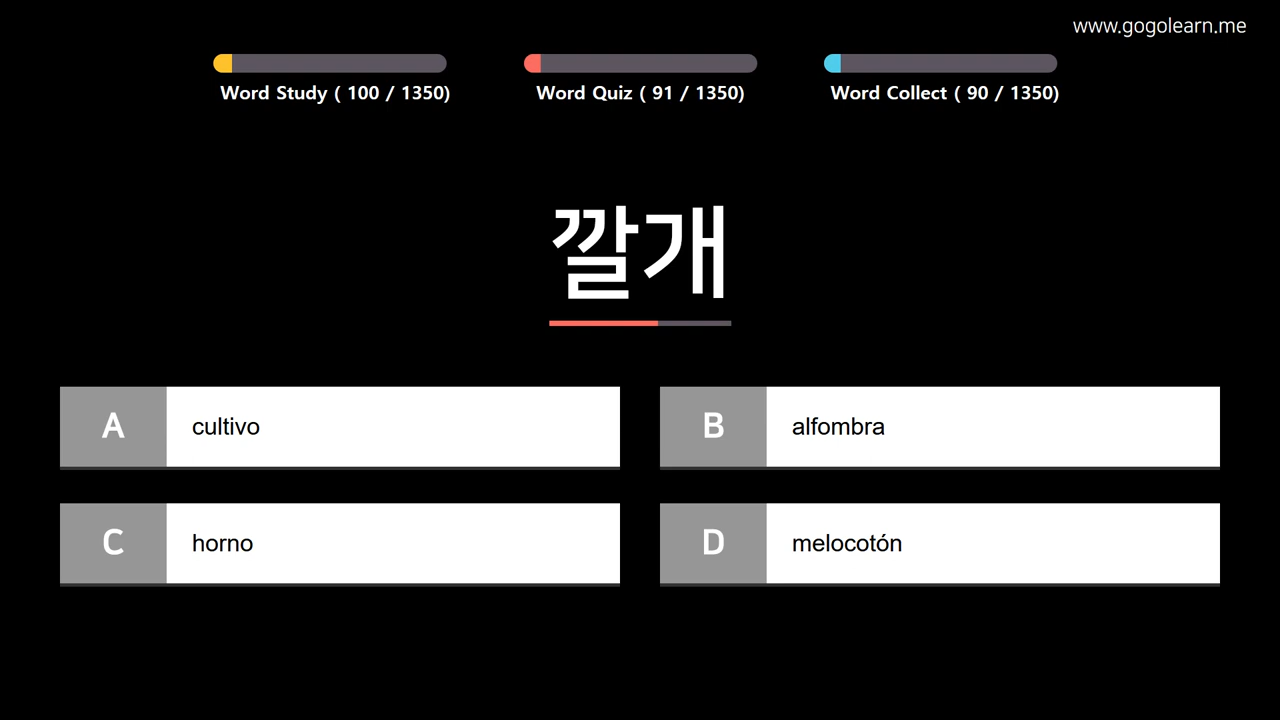 www.gogolearn.me
Word Study ( 100 / 1350)
Word Quiz ( 91 / 1350)
Word Collect ( 90 / 1350)
깔개
A cultivo
B alfombra
C horno
D melocotón